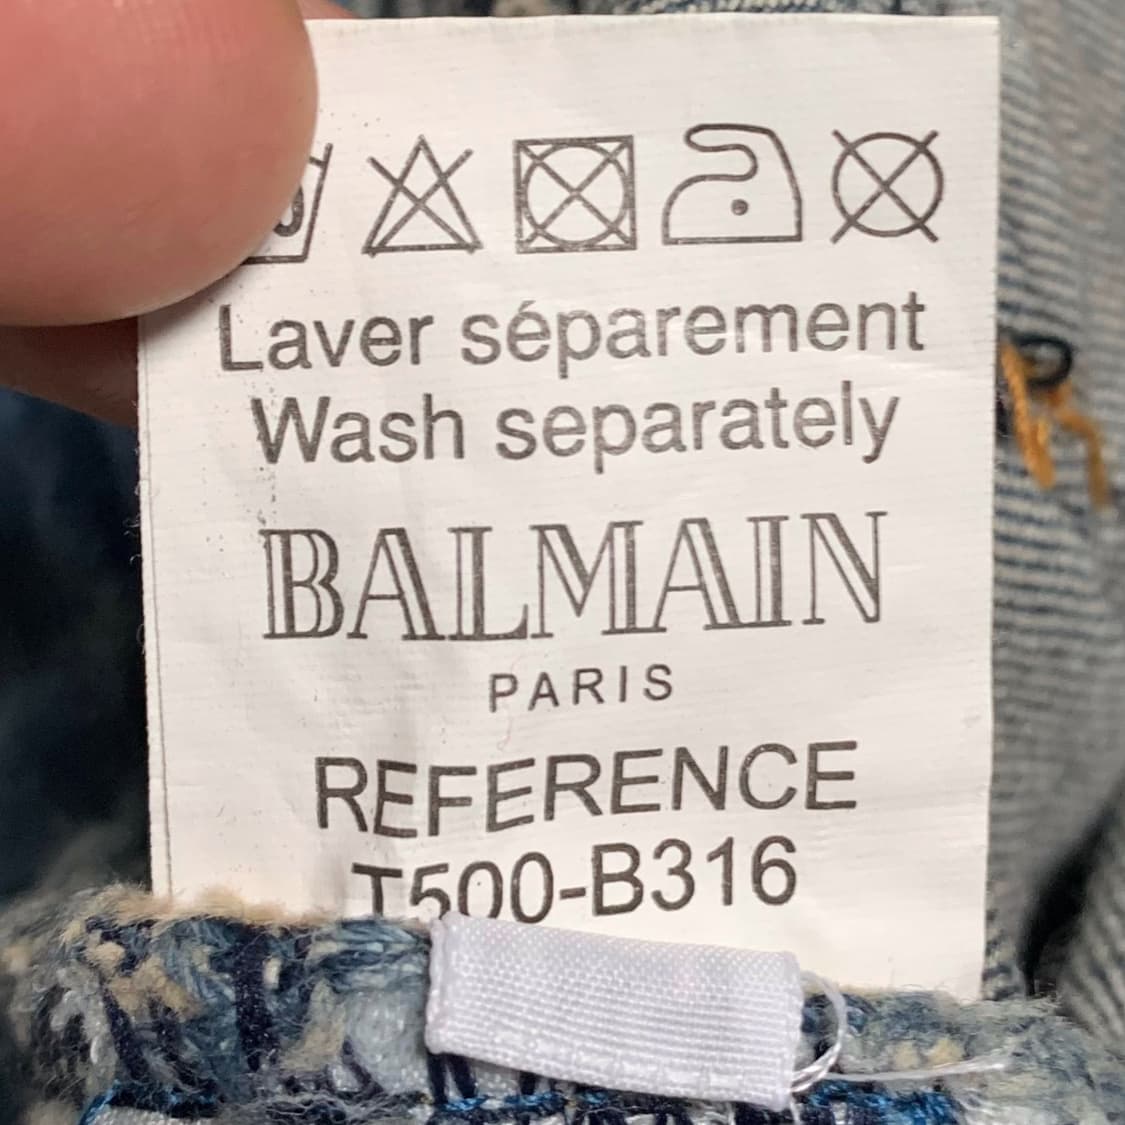 Laver séparement
Wash separately
BALMAIN
PARIS
REFERENCE
T500-B316